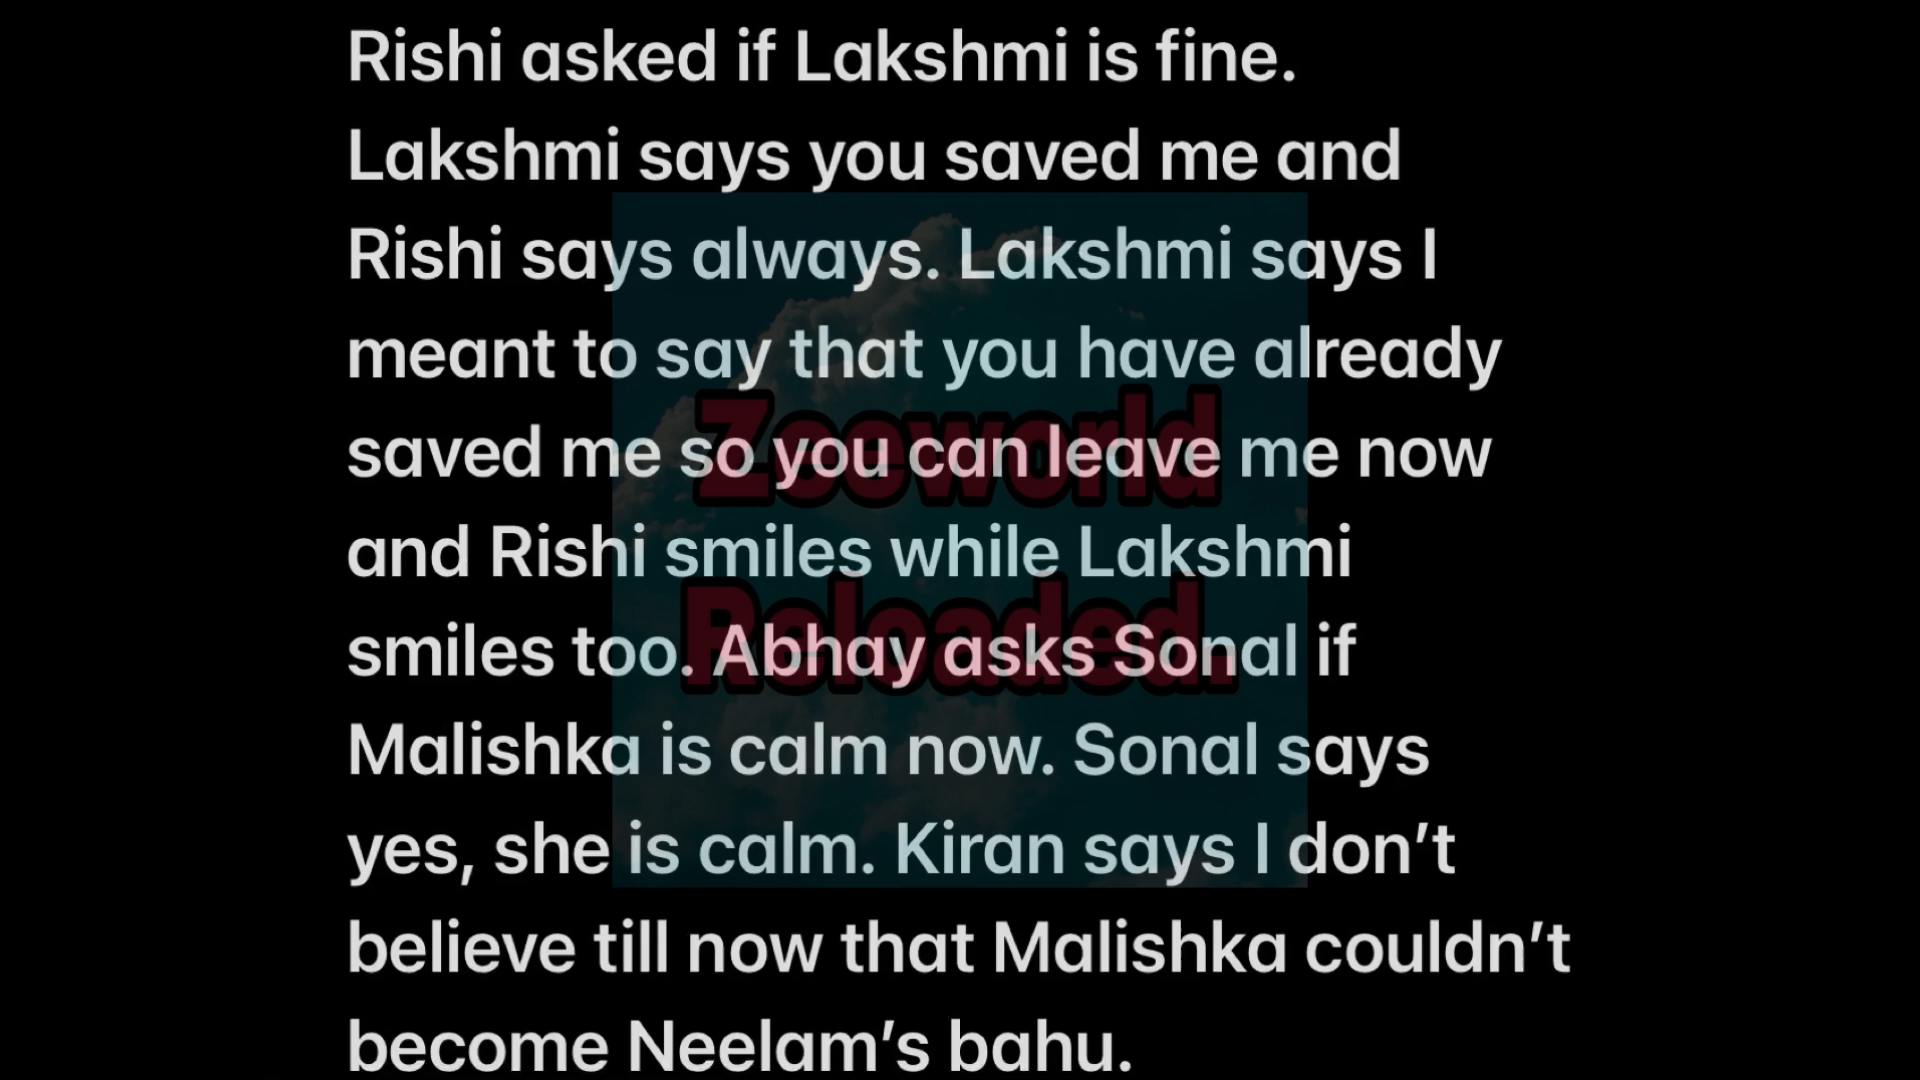 Rishi asked if Lakshmi is fine.
Lakshmi says you saved me and
Rishi says always. Lakshmi says I
meant to say that you have already
saved me so you can leave me now
and Rishi smiles while Lakshmi
smiles too. Abhay asks Sonal if
Malishka is calm now. Sonal says
yes, she is calm. Kiran says I don’t
believe till now that Malishka couldn’t
become Neelam’s bahu.
Zeeworld
Reloaded.